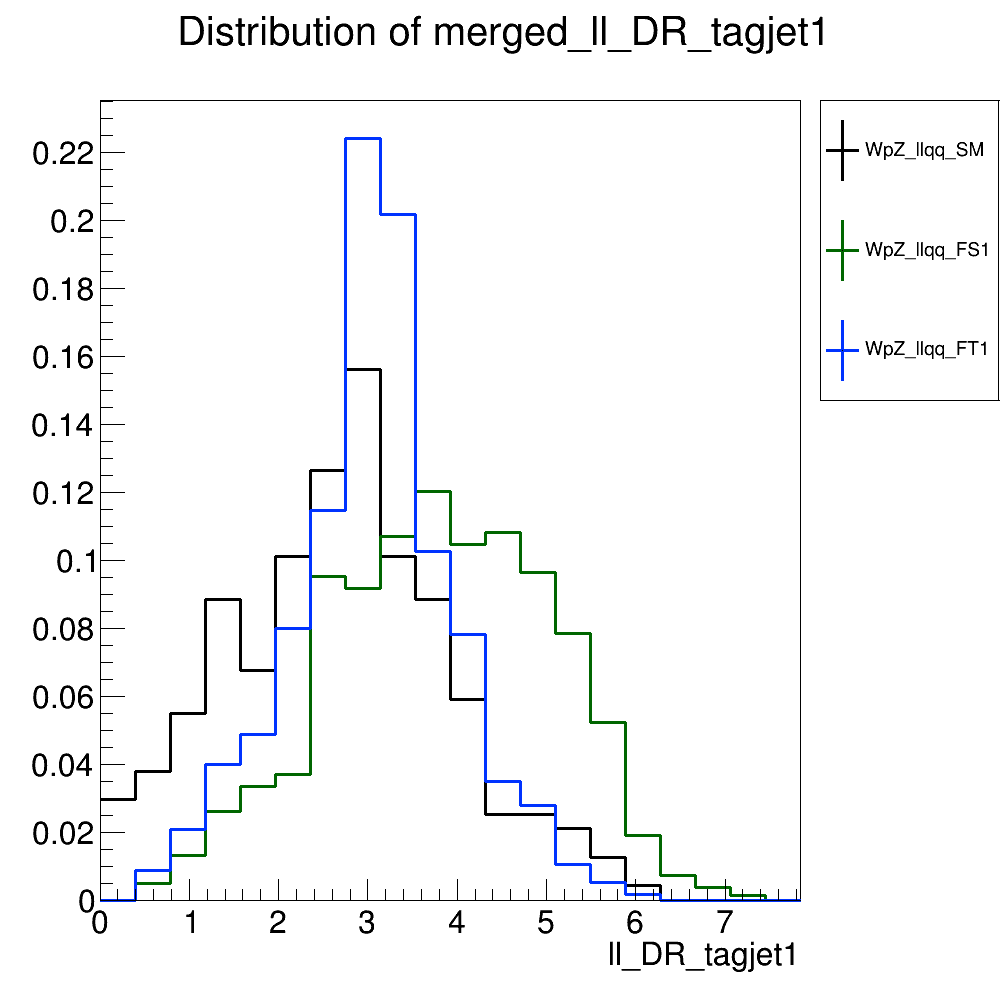 Distribution of merged_ll_DR_tagjet1
WpZ_llqq_SM
WpZ_llqq_FS1
WpZ_llqq_FT1
0.22
0.2
0.18
0.16
0.14
0.12
0.1
0.08
0.06
0.04
0.02
0
0 1 2 3 4 5 6 7
ll_DR_tagjet1